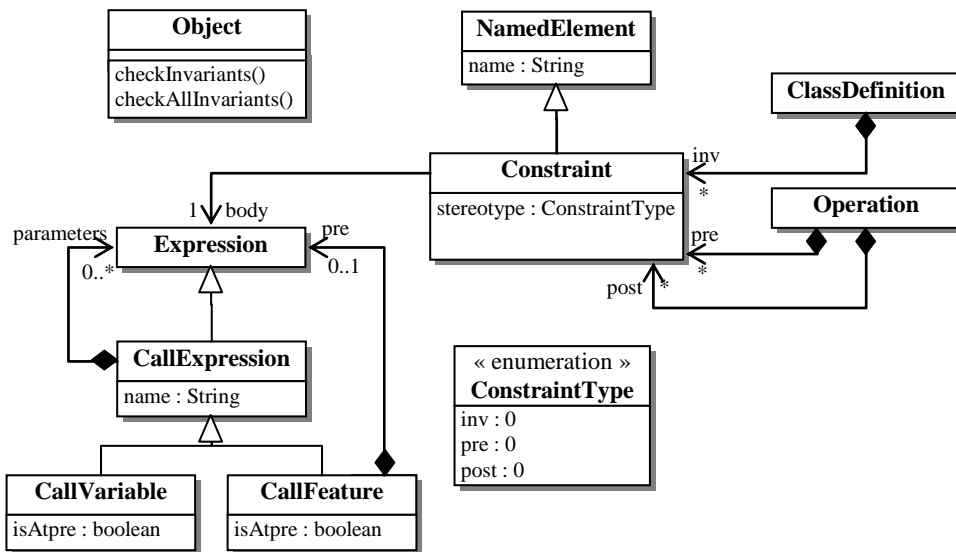 Object
checkInvariants()
checkAllInvariants()
NamedElement
name : String
ClassDefinition
inv
*
Constraint
stereotype : ConstraintType
Operation
pre
*
post
*
1
body
parameters
0..*
Expression
pre
0..1
CallExpression
name : String
« enumeration »
ConstraintType
inv : 0
pre : 0
post : 0
CallVariable
isAtpre : boolean
CallFeature
isAtpre : boolean